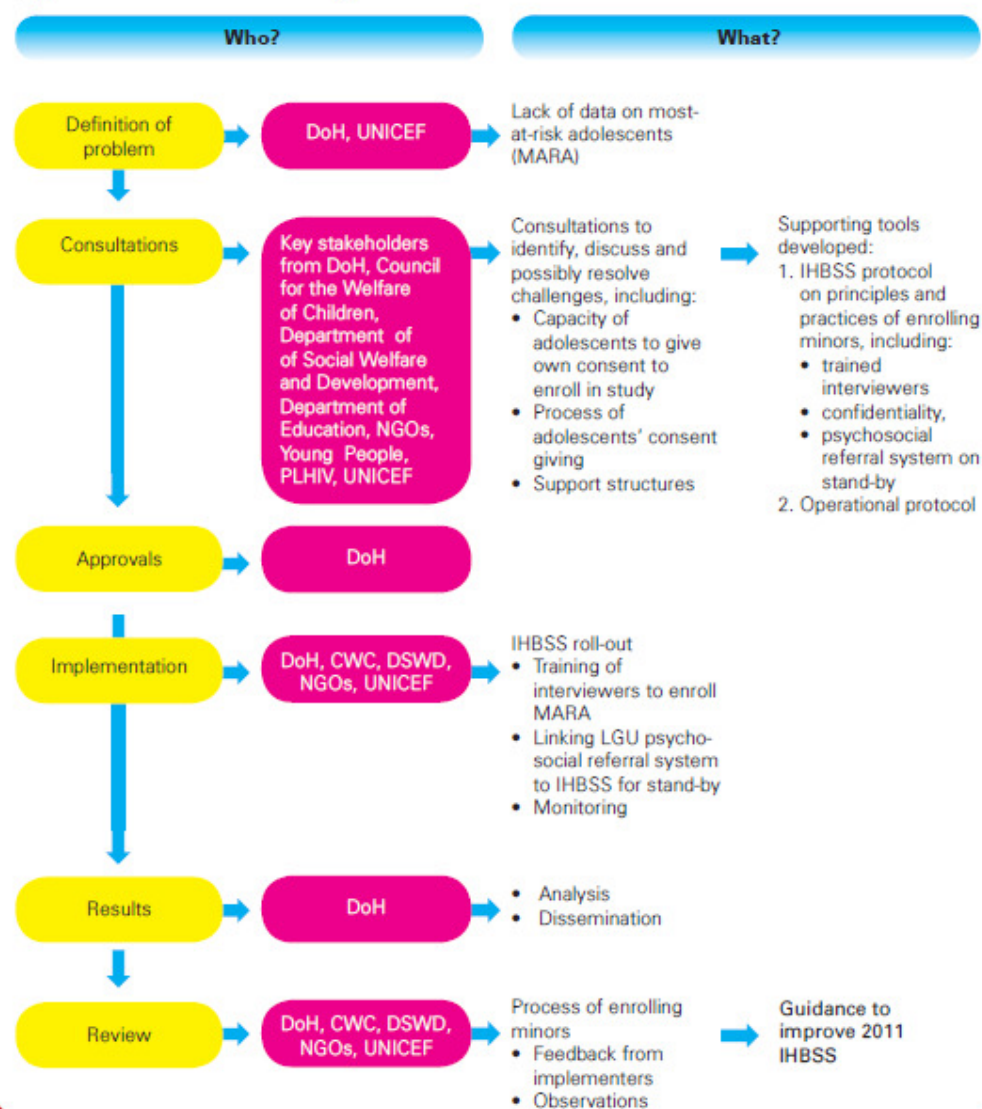 Who?
What?
Definition of
problem
DoH, UNICEF
Lack of data on most-
at-risk adolescents
(MARA)
Consultations
Key stakeholders
from DoH, Council
for the Welfare
of Children,
Department of
of Social Welfare
and Development,
Department of
Education, NGOs,
Young People,
PLHIV, UNICEF
Consultations to
identify, discuss and
possibly resolve
challenges, including:
• Capacity of
adolescents to give
own consent to
enroll in study
• Process of
adolescents' consent
giving
• Support structures
Supporting tools
developed:
1. IHBSS protocol
on principles and
practices of enrolling
minors, including:
• trained
interviewers
• confidentiality,
• psychosocial
referral system on
stand-by
2. Operational protocol
Approvals
DoH
Implementation
DoH, CWC, DSWD,
NGOs, UNICEF
IHBSS roll-out
• Training of
interviewers to enroll
MARA
• Linking LGU psycho-
social referral system
to IHBSS for stand-by
• Monitoring
Results
DoH
• Analysis
• Dissemination
Review
DoH, CWC, DSWD,
NGOs, UNICEF
Process of enrolling
minors
• Feedback from
implementers
• Observations
Guidance to
improve 2011
IHBSS